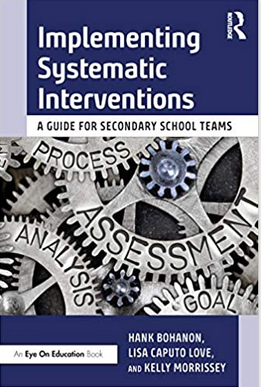 Implementing
Systematic
Interventions
R
ROUTLEDGE
A GUIDE FOR SECONDARY SCHOOL TEAMS
PROCESS
ASSESSMENT
ANALYSIS
GOAL
HANK BOHANON,
LISA CAPUTO LOVE,
AND KELLY MORRISSEY
An Eye On Education Book